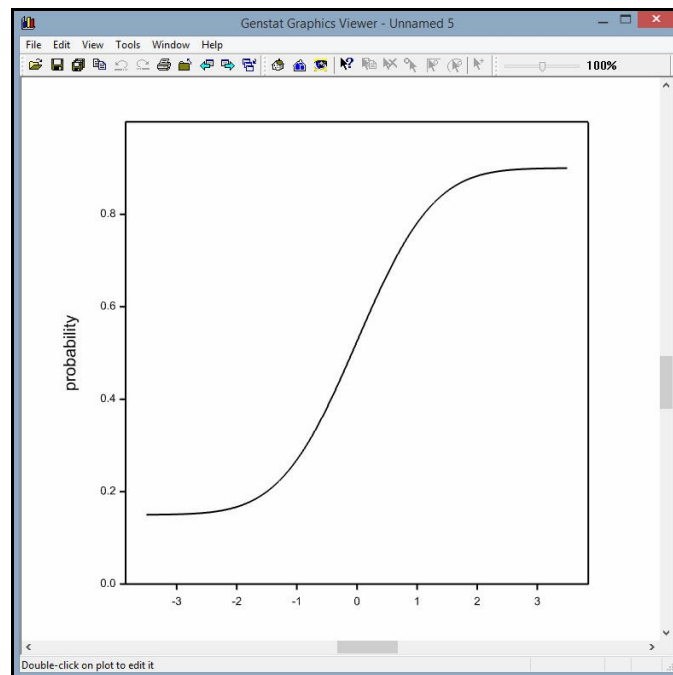 Genstat Graphics Viewer - Unnamed 5
File Edit View Tools Window Help
100%
0.8
0.6
0.4
0.2
0.0
probability
-3 -2 -1 0 1 2 3
Double-click on plot to edit it